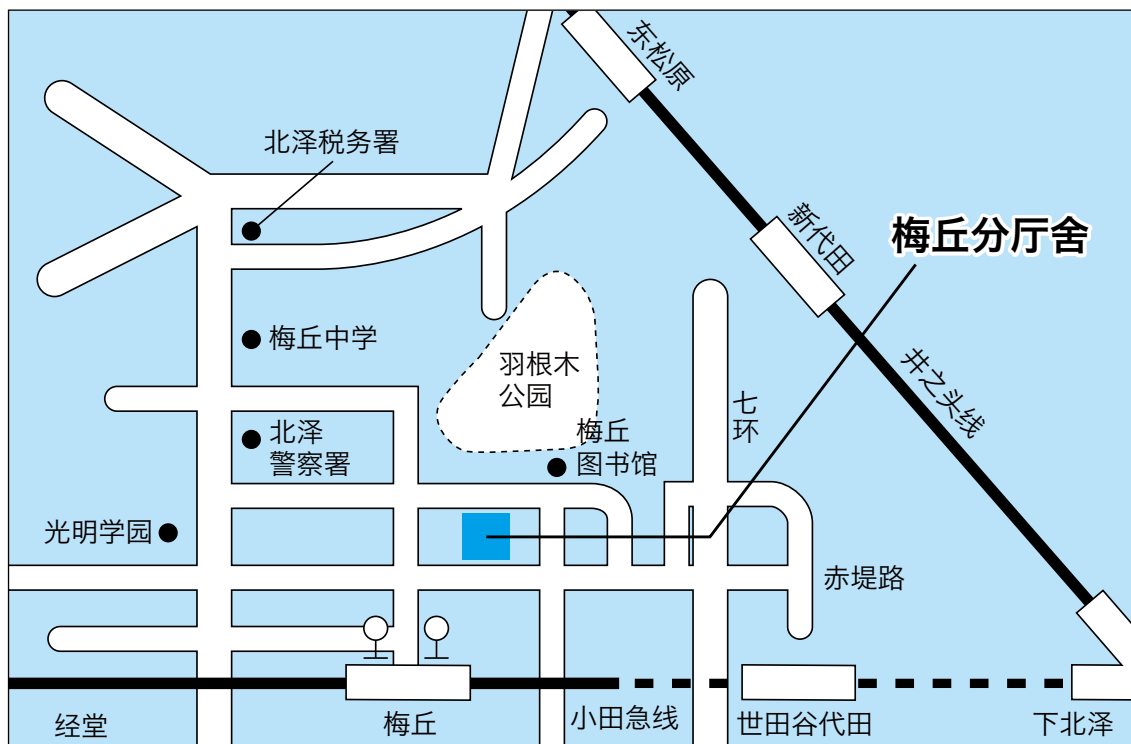 东松原
北泽税务署
新代田
梅丘分厅舍
梅丘中学
羽根木
公园
井之头线
七
环
北泽
警察署
梅丘
图书馆
光明学园
赤堤路
经堂
梅丘
小田急线
世田谷代田
下北泽